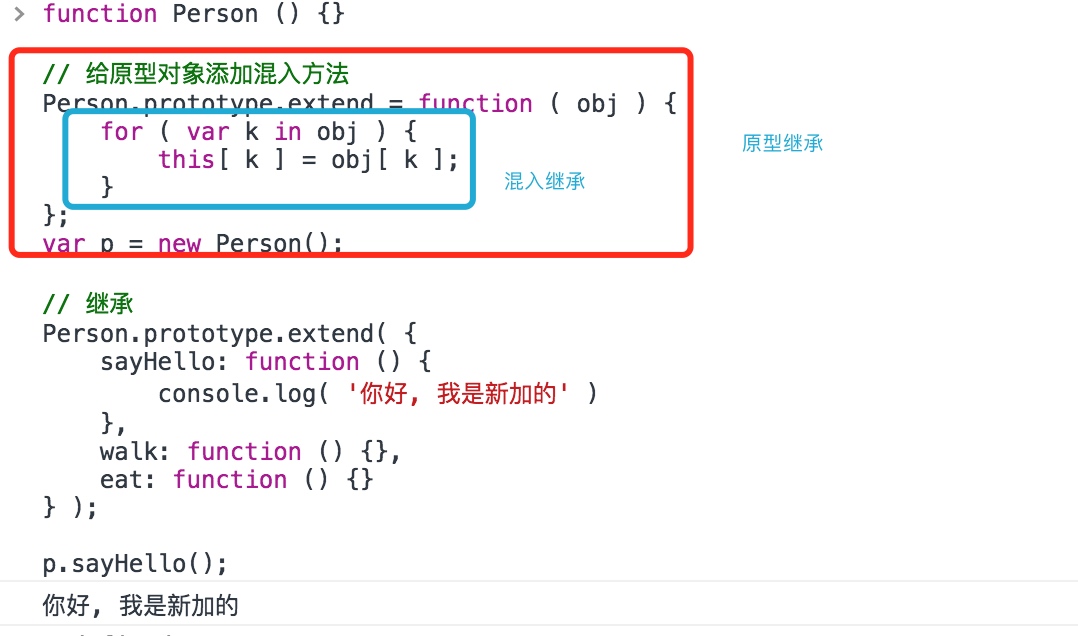 > function Person () {}
// 给原型对象添加混入方法
Person.prototype.extend = function ( obj ) {
for ( var k in obj ) {
this[ k ] = obj[ k ];
}
};
var p = new Person();
原型继承
混入继承
// 继承
Person.prototype.extend( {
sayHello: function () {
console.log( '你好, 我是新加的' )
},
walk: function () {},
eat: function () {}
} );
p.sayHello();
你好, 我是新加的